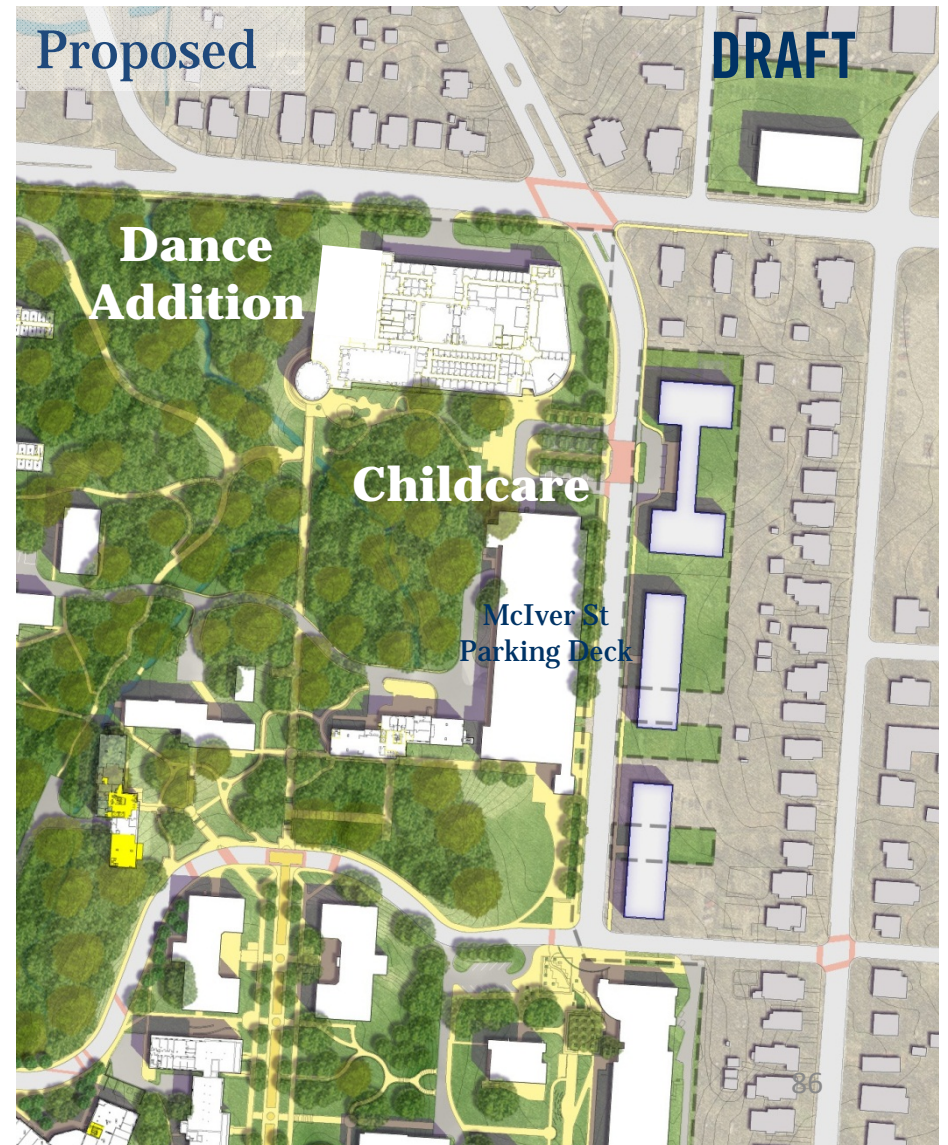 Proposed
DRAFT
Dance
Addition
Childcare
McIver St
Parking Deck
86